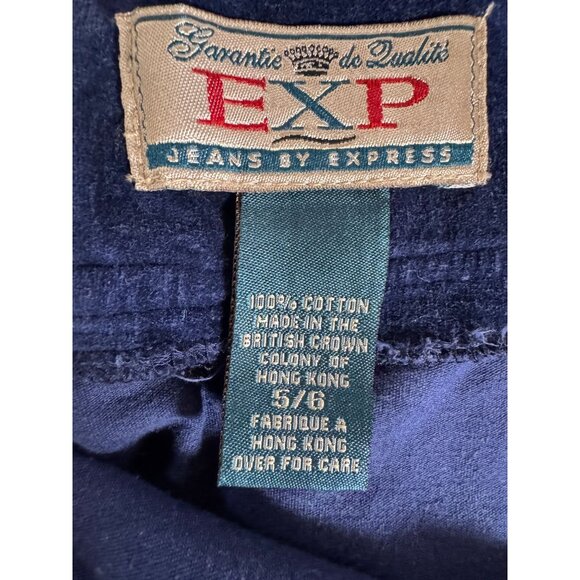 Garantie de Qualité
EXP
JEANS BY EXPRESS
100% COTTON
MADE IN THE
BRITISH CROWN
COLONY OF
HONG KONG
5/6
FABRIQUE A
HONG KONG
OVER FOR CARE